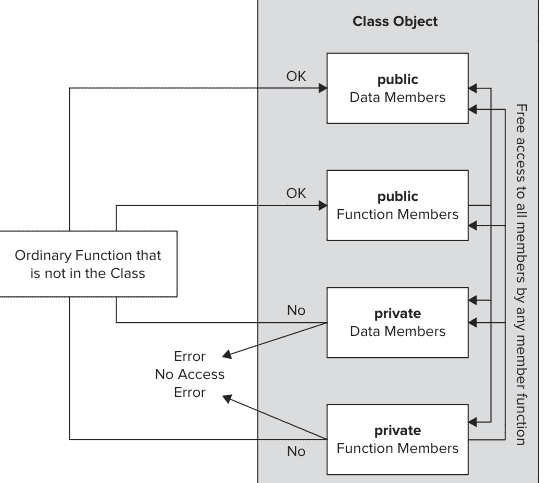 Class Object
OK
public
Data Members
OK
public
Function Members
Ordinary Function that
is not in the Class
No
private
Data Members
Error
No Access
Error
private
Function Members
No
Free access to all members by any member function